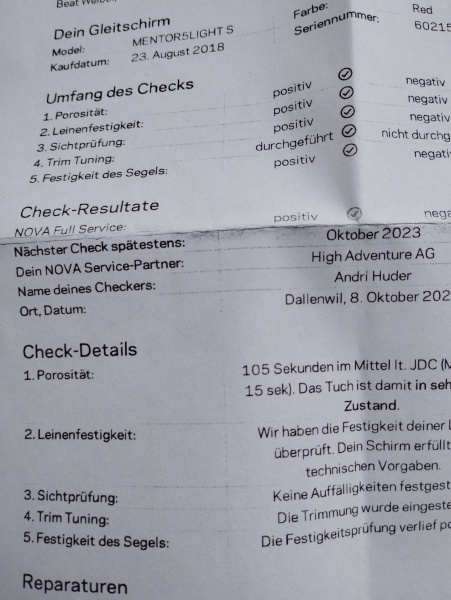 Beat
Dein Gleitschirm
Farbe: Red
Model: MENTOR5LIGHT S Seriennummer: 60215
Kaufdatum: 23. August 2018
Umfang des Checks
1. Porosität: positiv negativ
2. Leinenfestigkeit: positiv negativ
3. Sichtprüfung: positiv negativ
4. Trim Tuning: durchgeführt nicht durchg
5. Festigkeit des Segels: positiv negati
Check-Resultate
NOVA Full Service: positiv nega
Nächster Check spätestens: Oktober 2023
Dein NOVA Service-Partner: High Adventure AG
Name deines Checkers: Andri Huder
Ort, Datum: Dallenwil, 8. Oktober 202
Check-Details
1. Porosität: 105 Sekunden im Mittel lt. JDC (M
15 sek). Das Tuch ist damit in seh
Zustand.
2. Leinenfestigkeit: Wir haben die Festigkeit deiner L
überprüft. Dein Schirm erfüllt
technischen Vorgaben.
3. Sichtprüfung: Keine Auffälligkeiten festgest
4. Trim Tuning: Die Trimmung wurde eingeste
5. Festigkeit des Segels: Die Festigkeitsprüfung verlief po
Reparaturen